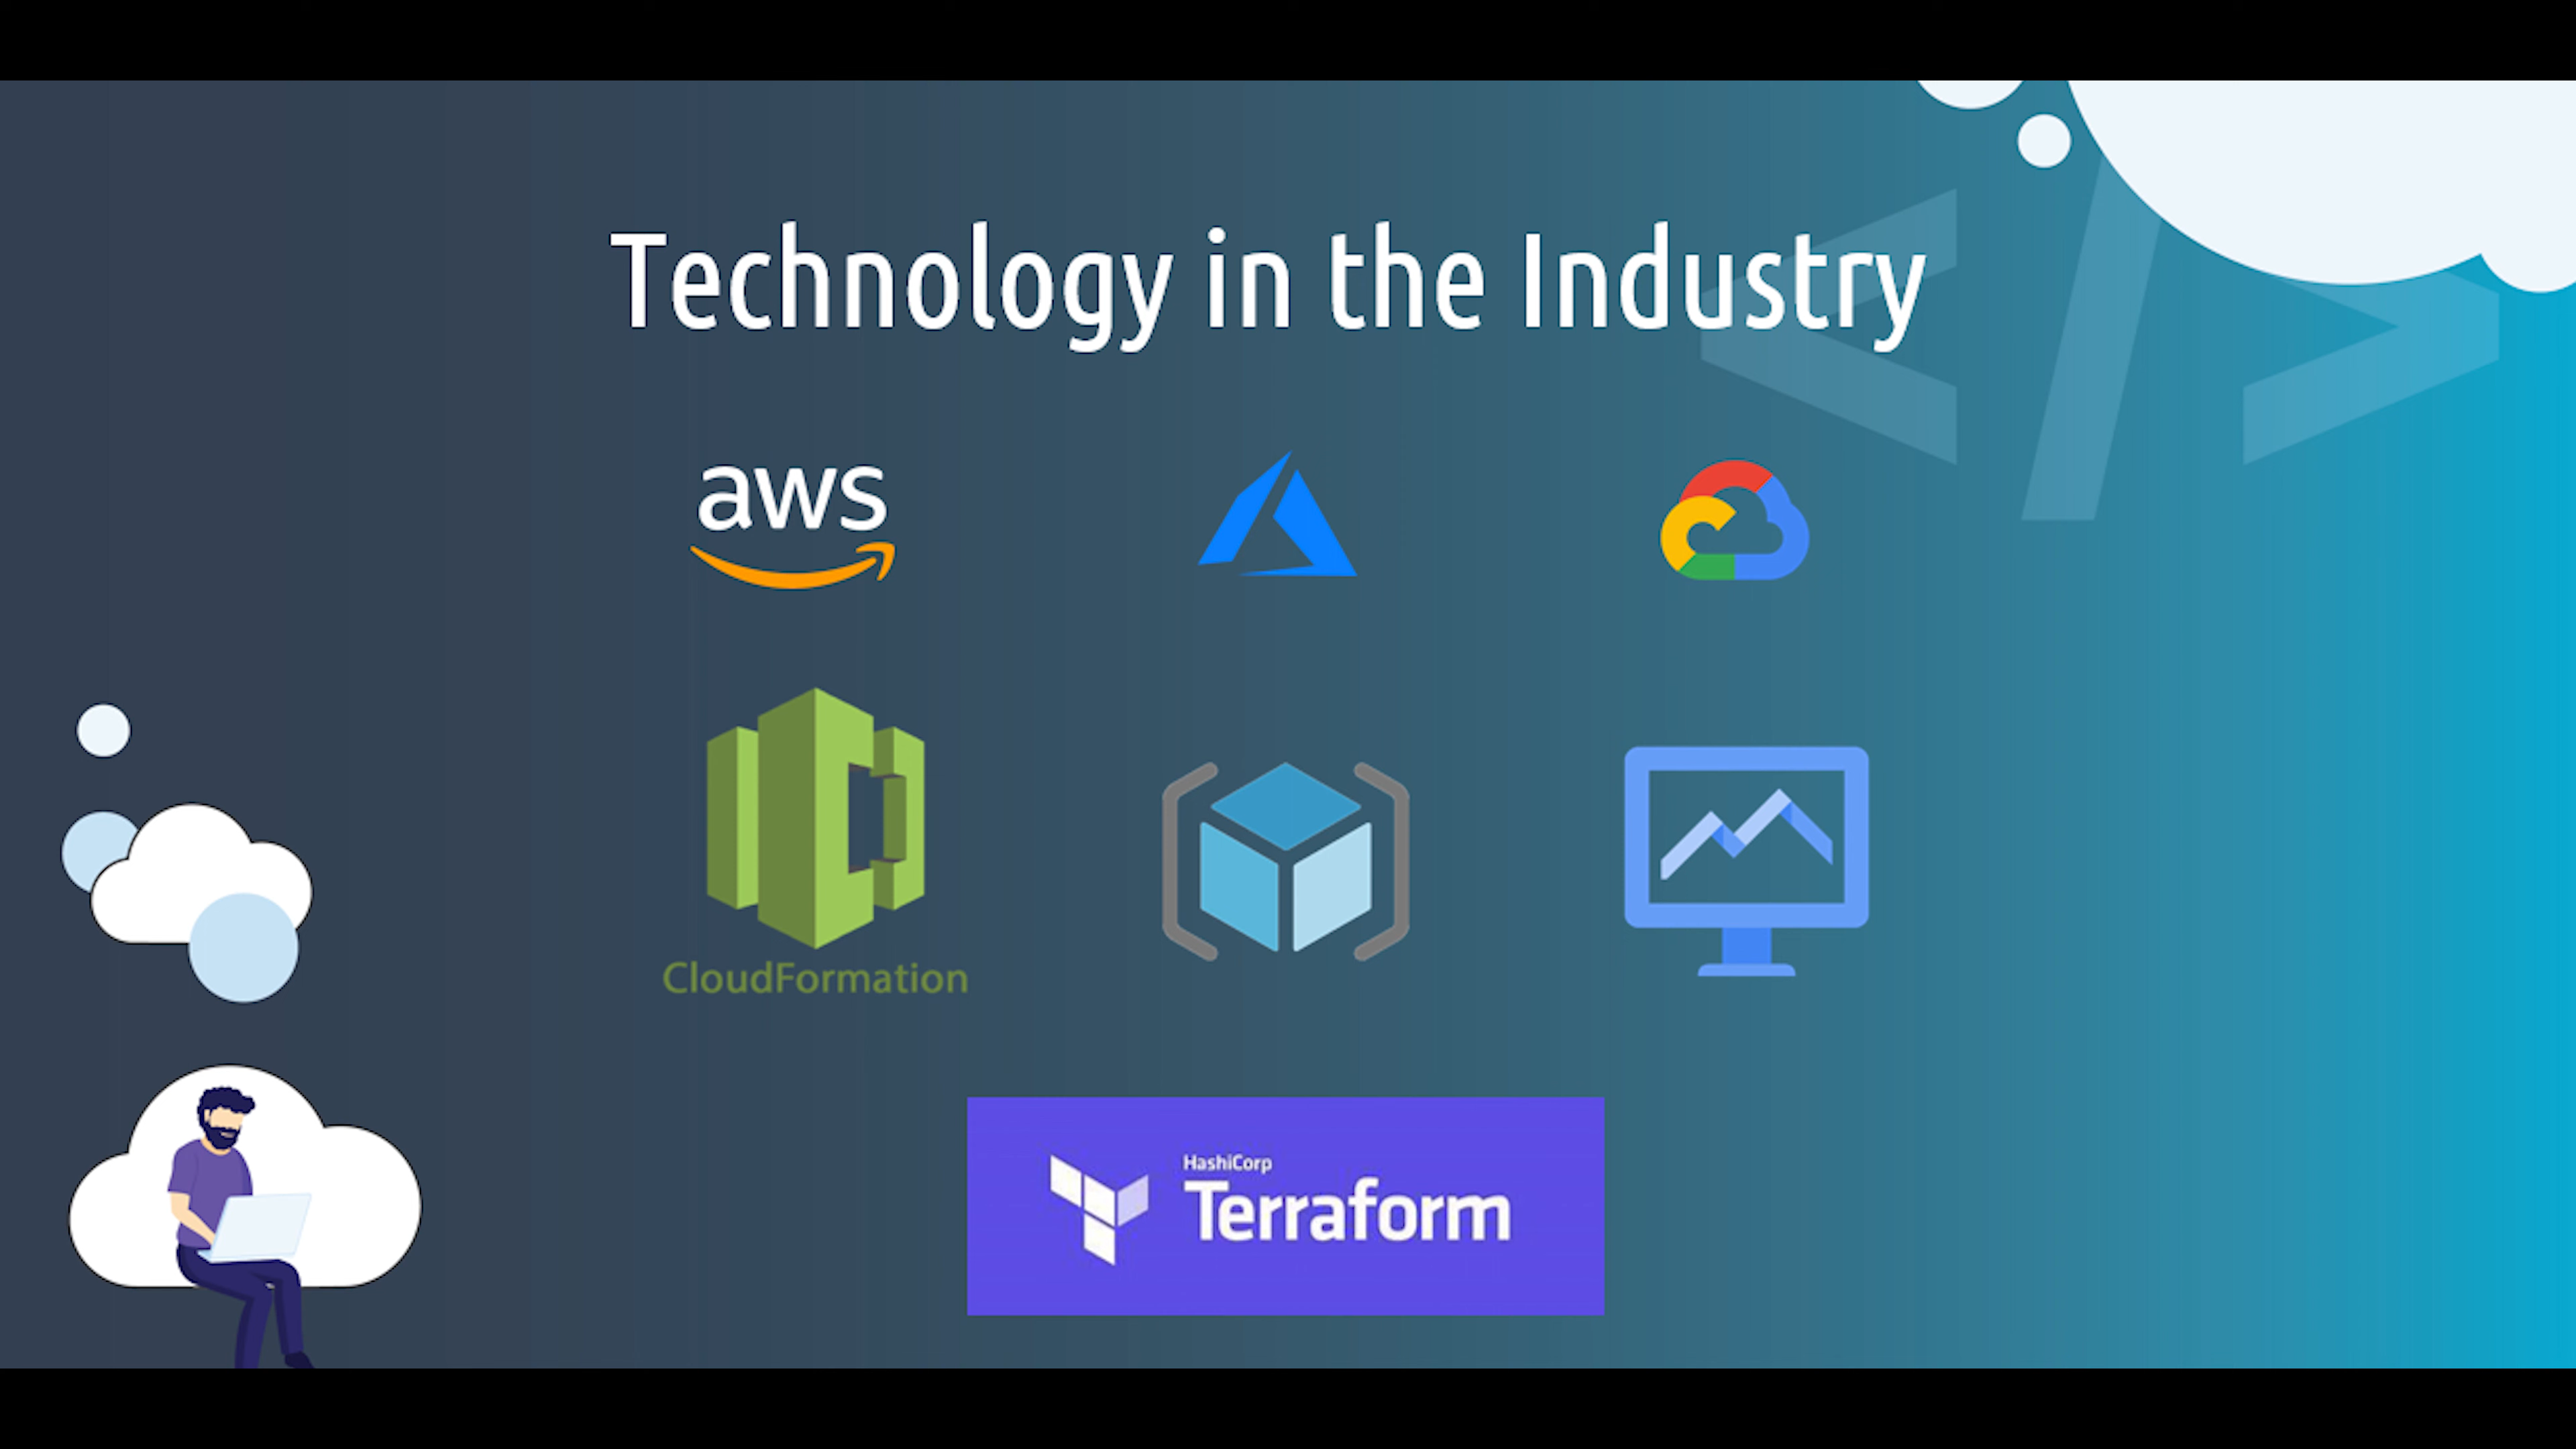 Technology in the Industry
aws
CloudFormation
HashiCorp
Terraform